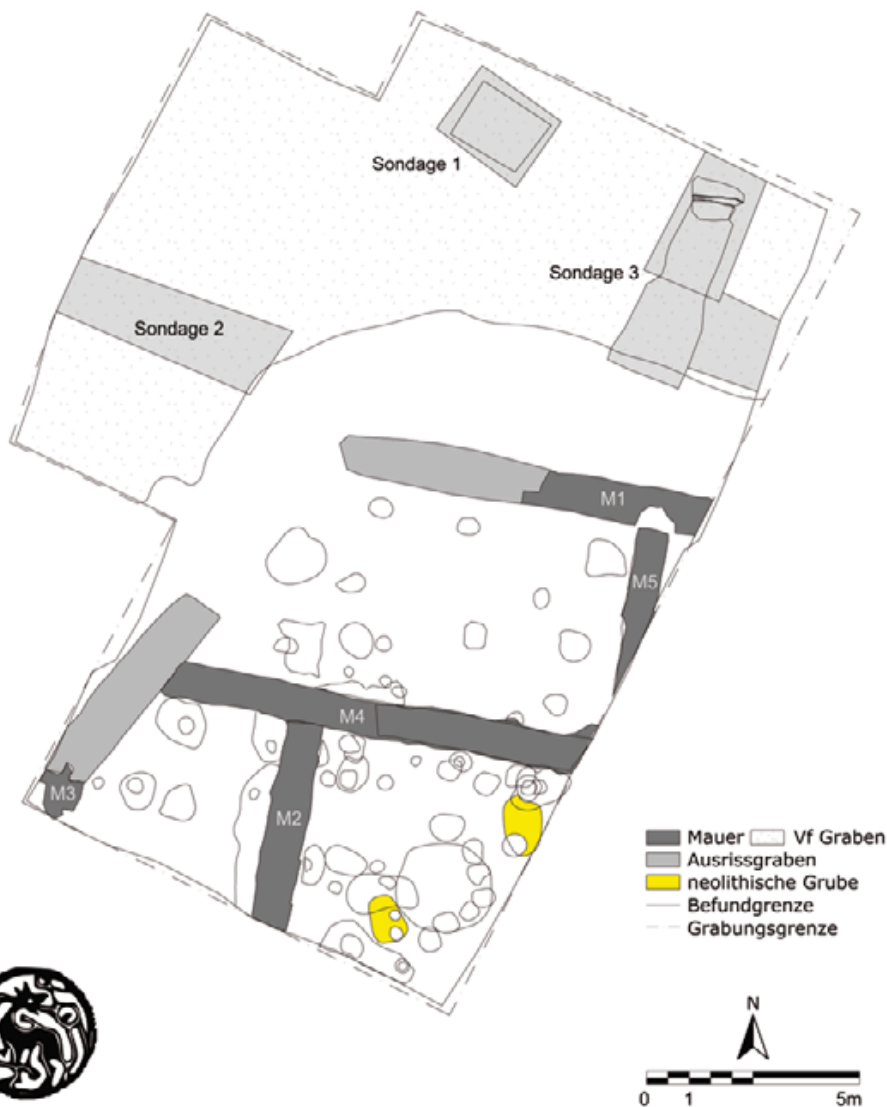 Sondage 1
Sondage 3
Sondage 2
M1
M5
M4
M3
M2
Mauer Vf Graben
Ausrissgraben
neolithische Grube
Befundgrenze
Grabungsgrenze
N
0 1 5m